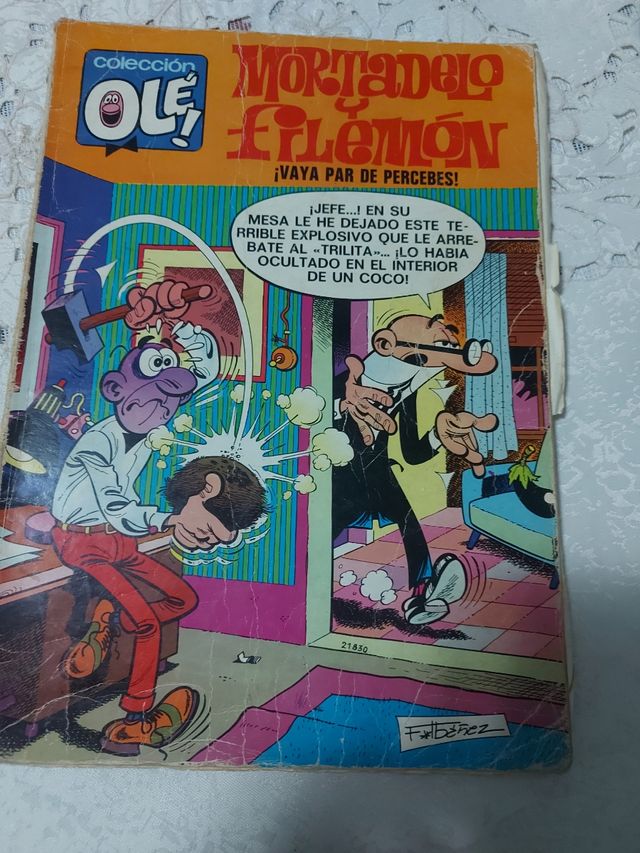 colección
OLÉ!
MORTADELO
Y
FILEMÓN
¡VAYA PAR DE PERCEBES!
¡JEFE...! EN SU
MESA LE HE DEJADO ESTE TE-
RRIBLE EXPLOSIVO QUE LE ARRE-
BATE AL «TRILITA»... ¡LO HABIA
OCULTADO EN EL INTERIOR
DE UN COCO!
21830
F. Ibáñez